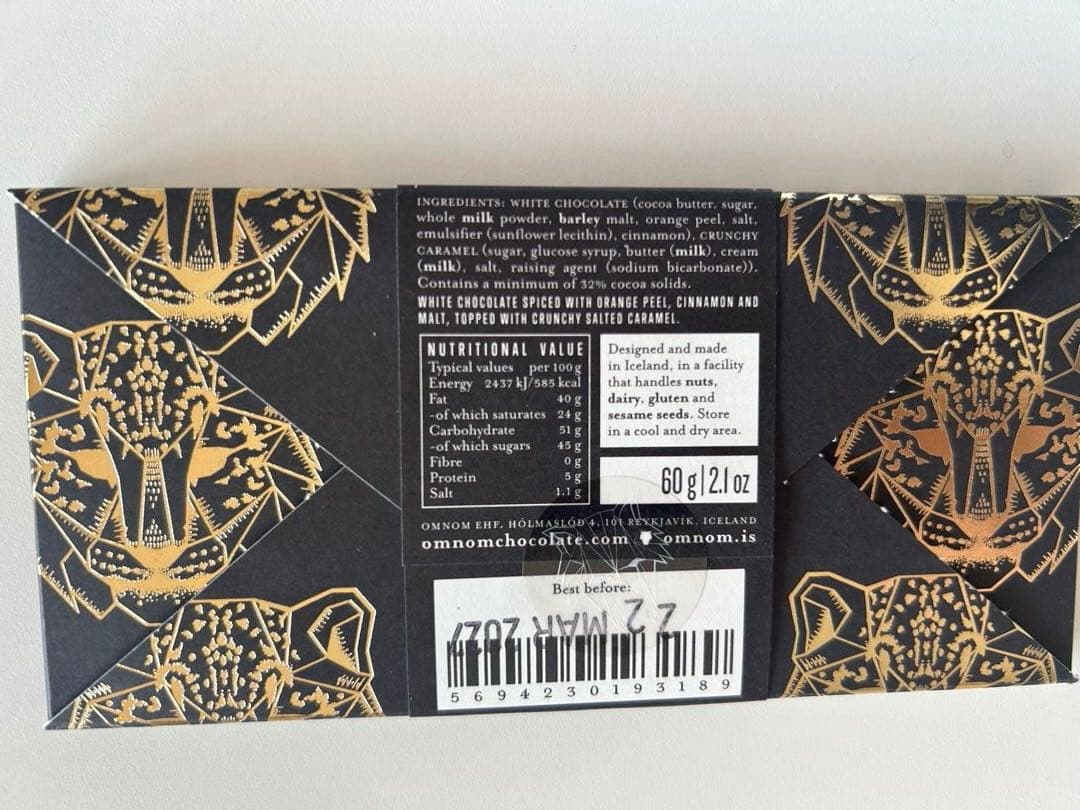 INGREDIENTS: WHITE CHOCOLATE (cocoa butter, sugar,
whole milk powder, barley malt, orange peel, salt,
emulsifier (sunflower lecithin), cinnamon), CRUNCHY
CARAMEL (sugar, glucose syrup, butter (milk), cream
(milk), salt, raising agent (sodium bicarbonate)).
Contains a minimum of 32% cocoa solids.
WHITE CHOCOLATE SPICED WITH ORANGE PEEL, CINNAMON AND
MALT, TOPPED WITH CRUNCHY SALTED CARAMEL.
NUTRITIONAL VALUE
Typical values per 100 g
Energy 2437 kJ/585 kcal
Fat 40 g
-of which saturates 24 g
Carbohydrate 51 g
-of which sugars 45 g
Fibre 0 g
Protein 5 g
Salt 1.1 g
Designed and made
in Iceland, in a facility
that handles nuts,
dairy, gluten and
sesame seeds. Store
in a cool and dry area.
60 g | 2.1 oz
OMNOM EHF. HÓLMASLÓÐ 4, 101 REYKJAVÍK, ICELAND
omnomchocolate.com omnom.is
Best before:
22 MAR 2027
5694230193189